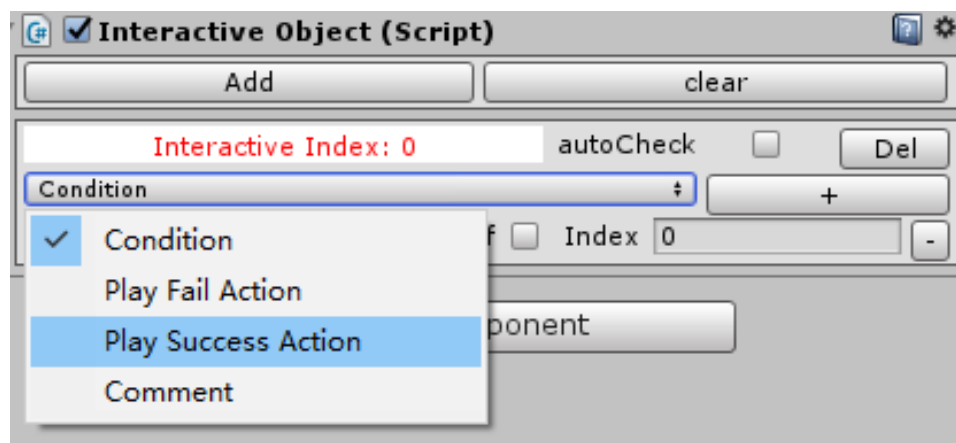 Interactive Object (Script)
Add clear
Interactive Index: 0 autoCheck Del
Condition +
Condition
f Index 0 -
Play Fail Action
Play Success Action
ponent
Comment